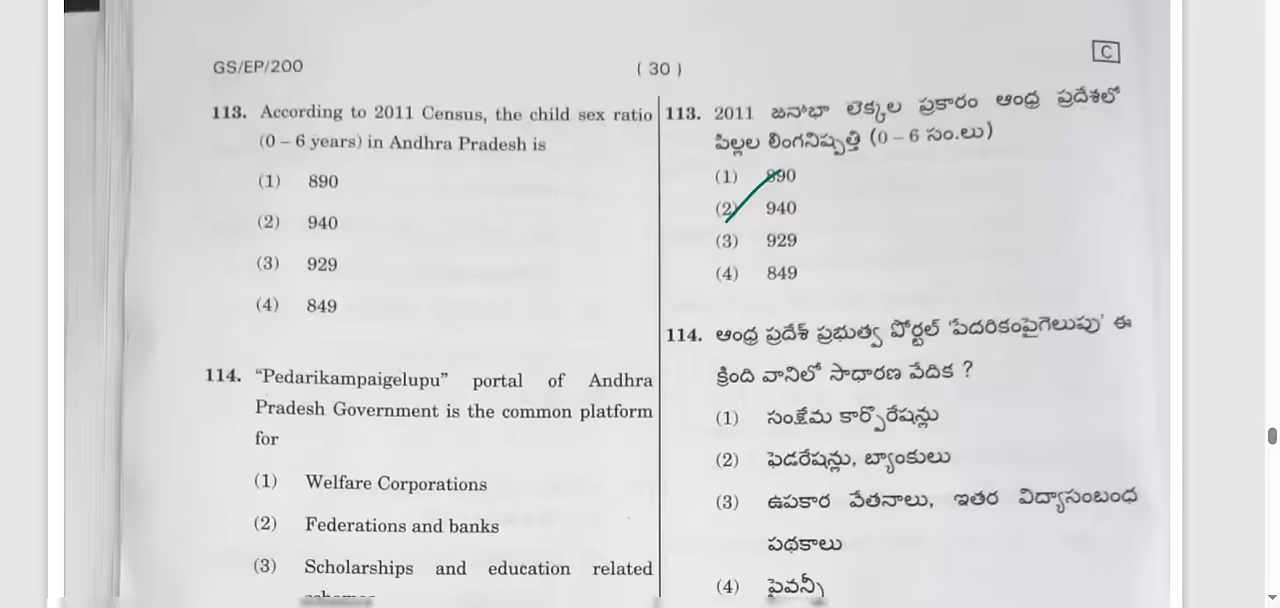 GS/EP/200
( 30 )
C
113. According to 2011 Census, the child sex ratio
(0 – 6 years) in Andhra Pradesh is
(1) 890
(2) 940
(3) 929
(4) 849
114. “Pedarikampaigelupu” portal of Andhra
Pradesh Government is the common platform
for
(1) Welfare Corporations
(2) Federations and banks
(3) Scholarships and education related
113. 2011 జనాభా లెక్కల ప్రకారం ఆంధ్ర ప్రదేశ్‌లో
పిల్లల లింగనిష్పత్తి (0 – 6 సం.లు)
(1) 890
(2) 940
(3) 929
(4) 849
114. ఆంధ్ర ప్రదేశ్ ప్రభుత్వ పోర్టల్ ‘పేదరికంపైగెలుపు’ ఈ
క్రింది వానిలో సాధారణ వేదిక ?
(1) సంక్షేమ కార్పొరేషన్లు
(2) ఫెడరేషన్లు, బ్యాంకులు
(3) ఉపకార వేతనాలు, ఇతర విద్యాసంబంధ
పథకాలు
(4) పైవన్నీ